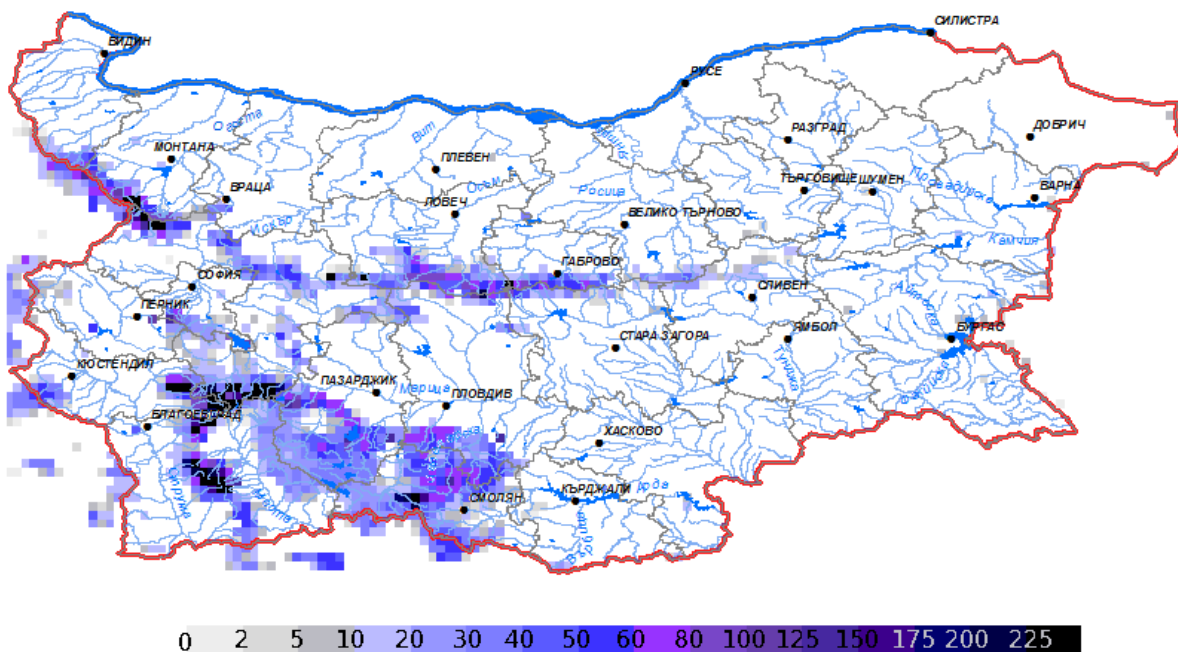 СИЛИСТРА
ВИДИН
РУСЕ
Огоста
Вит
РАЗГРАД
ДОБРИЧ
МОНТАНА
ПЛЕВЕН
ВРАЦА
Осъм
Росица
ТЪРГОВИЩЕ
ШУМЕН
ВАРНА
ЛОВЕЧ
Искър
ВЕЛИКО ТЪРНОВО
Камчия
СОФИЯ
ГАБРОВО
СЛИВЕН
ПЕРНИК
СТАРА ЗАГОРА
ЯМБОЛ
БУРГАС
КЮСТЕНДИЛ
ПАЗАРДЖИК
Марица
ПЛОВДИВ
БЛАГОЕВГРАД
ХАСКОВО
СМОЛЯН
КЪРДЖАЛИ
0 2 5 10 20 30 40 50 60 80 100 125 150 175 200 225